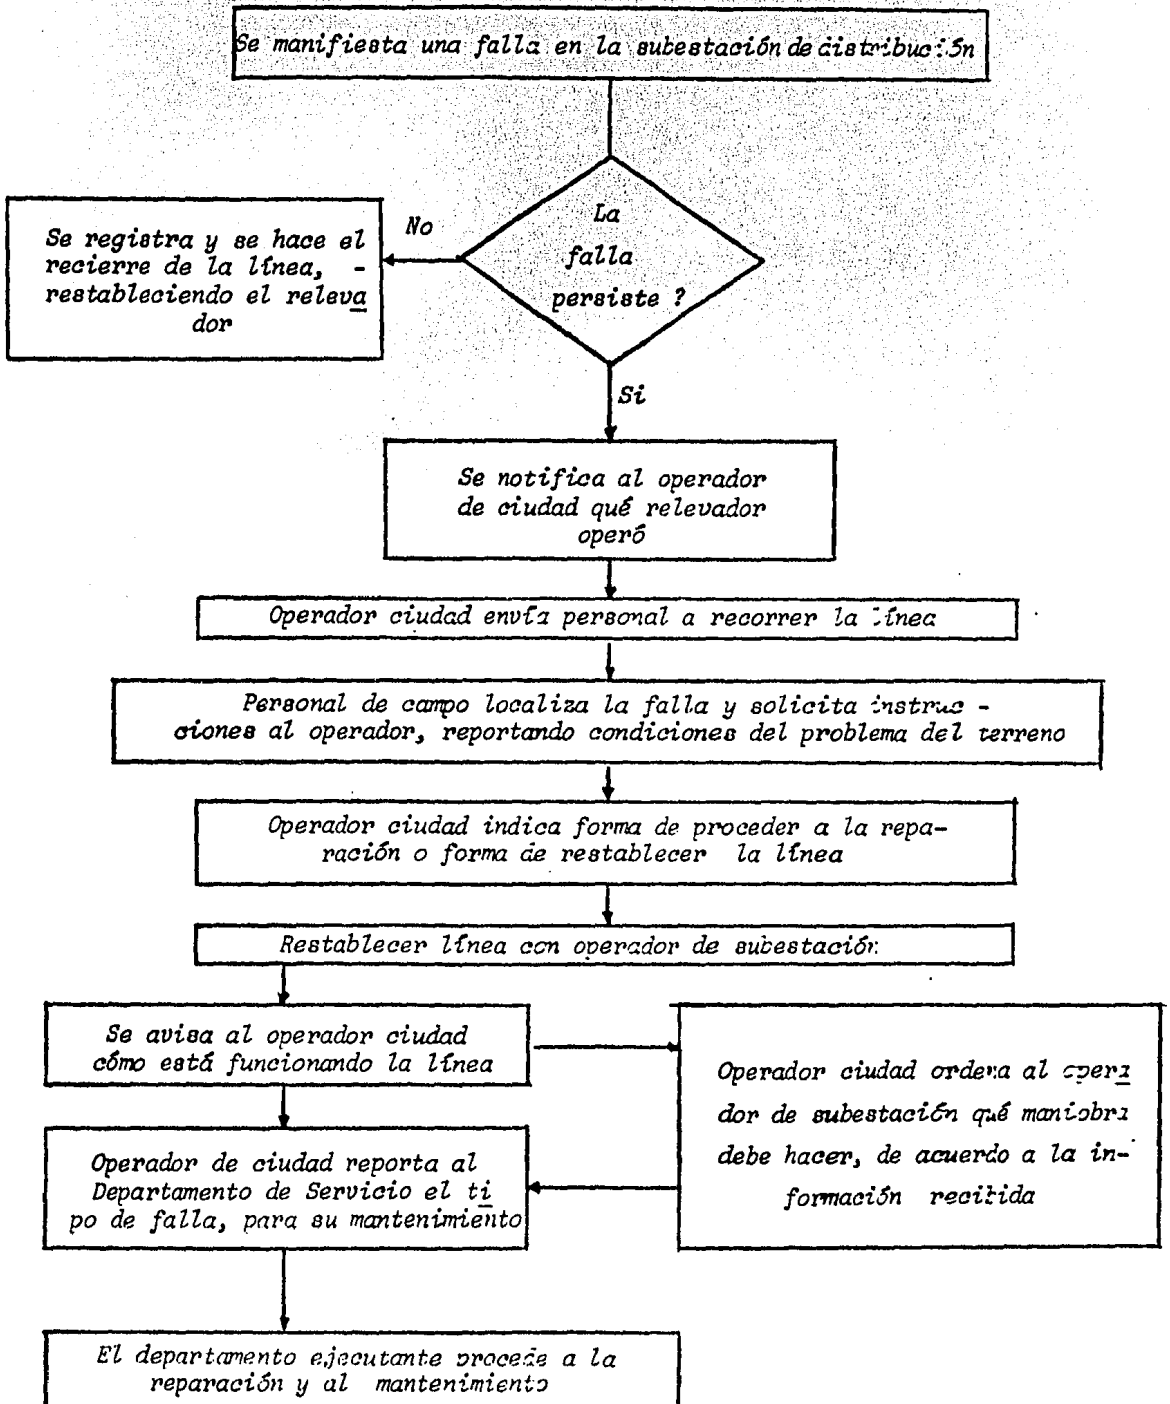 Se manifiesta una falla en la subestación de distribución
La
falla
persiste ?
No
Se registra y se hace el
recierre de la línea, -
restableciendo el releva
dor
Si
Se notifica al operador
de ciudad qué relevador
operó
Operador ciudad envía personal a recorrer la línea
Personal de campo localiza la falla y solicita instruc -
ciones al operador, reportando condiciones del problema del terreno
Operador ciudad indica forma de proceder a la repa-
ración o forma de restablecer la línea
Restablecer línea con operador de subestación
Se avisa al operador ciudad
cómo está funcionando la línea
Operador ciudad ordena al opera
dor de subestación qué maniobra
debe hacer, de acuerdo a la in-
formación recibida
Operador de ciudad reporta al
Departamento de Servicio el ti
po de falla, para su mantenimiento
El departamento ejecutante procede a la
reparación y al mantenimiento